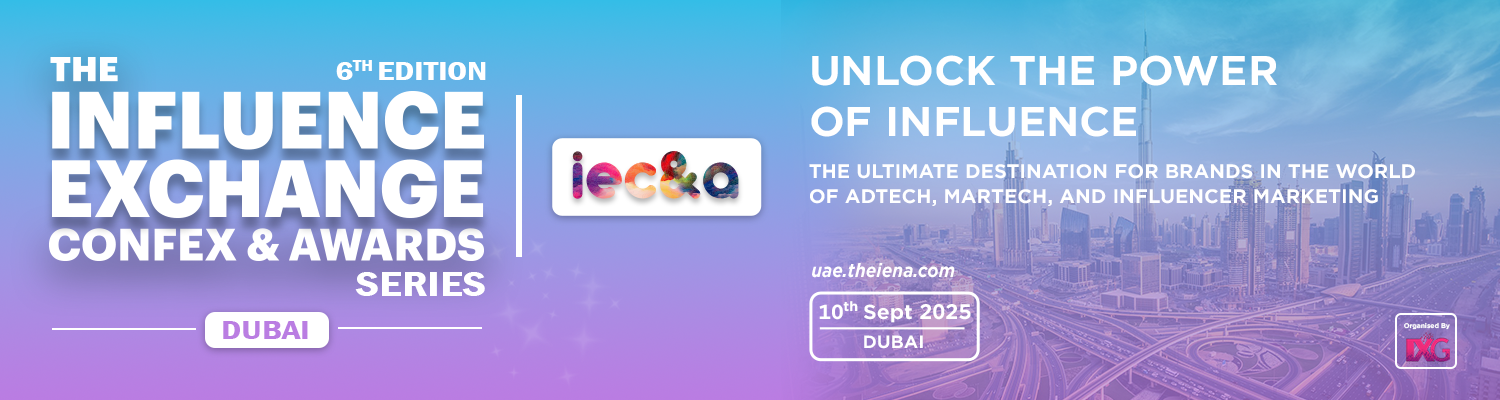 THE
6TH EDITION
INFLUENCE
EXCHANGE
CONFEX & AWARDS
SERIES
DUBAI
iec&a
UNLOCK THE POWER
OF INFLUENCE
THE ULTIMATE DESTINATION FOR BRANDS IN THE WORLD
OF ADTECH, MARTECH, AND INFLUENCER MARKETING
uae.theiena.com
10th Sept 2025
DUBAI
Organised By
IXG